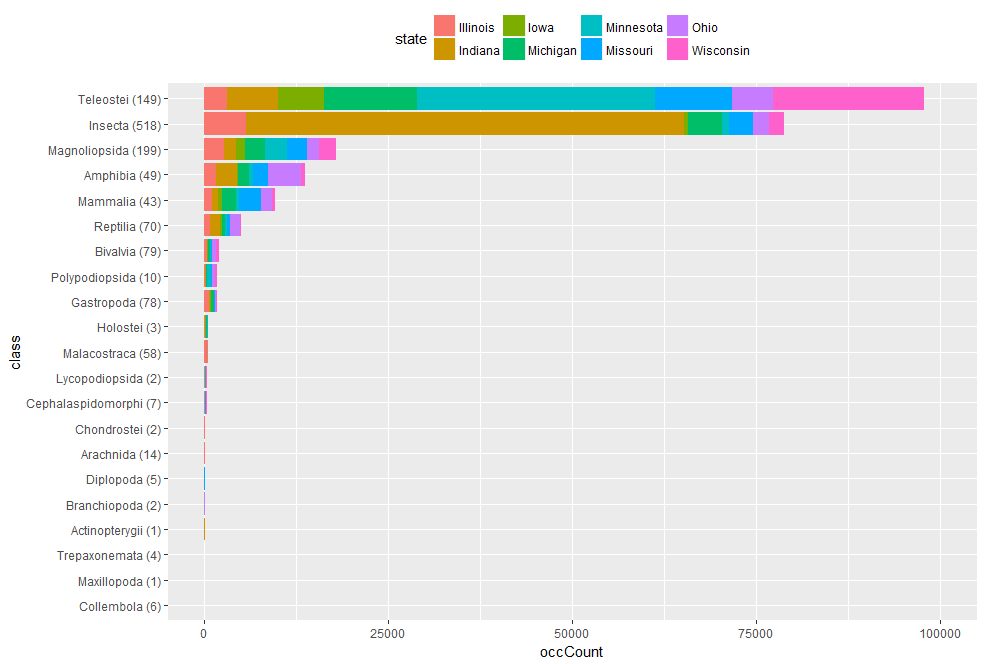 state
Illinois Iowa Minnesota Ohio
Indiana Michigan Missouri Wisconsin
class
Teleostei (149)
Insecta (518)
Magnoliopsida (199)
Amphibia (49)
Mammalia (43)
Reptilia (70)
Bivalvia (79)
Polypodiopsida (10)
Gastropoda (78)
Holostei (3)
Malacostraca (58)
Lycopodiopsida (2)
Cephalaspidomorphi (7)
Chondrostei (2)
Arachnida (14)
Diplopoda (5)
Branchiopoda (2)
Actinopterygii (1)
Trepaxonemata (4)
Maxillopoda (1)
Collembola (6)
0 25000 50000 75000 100000
occCount